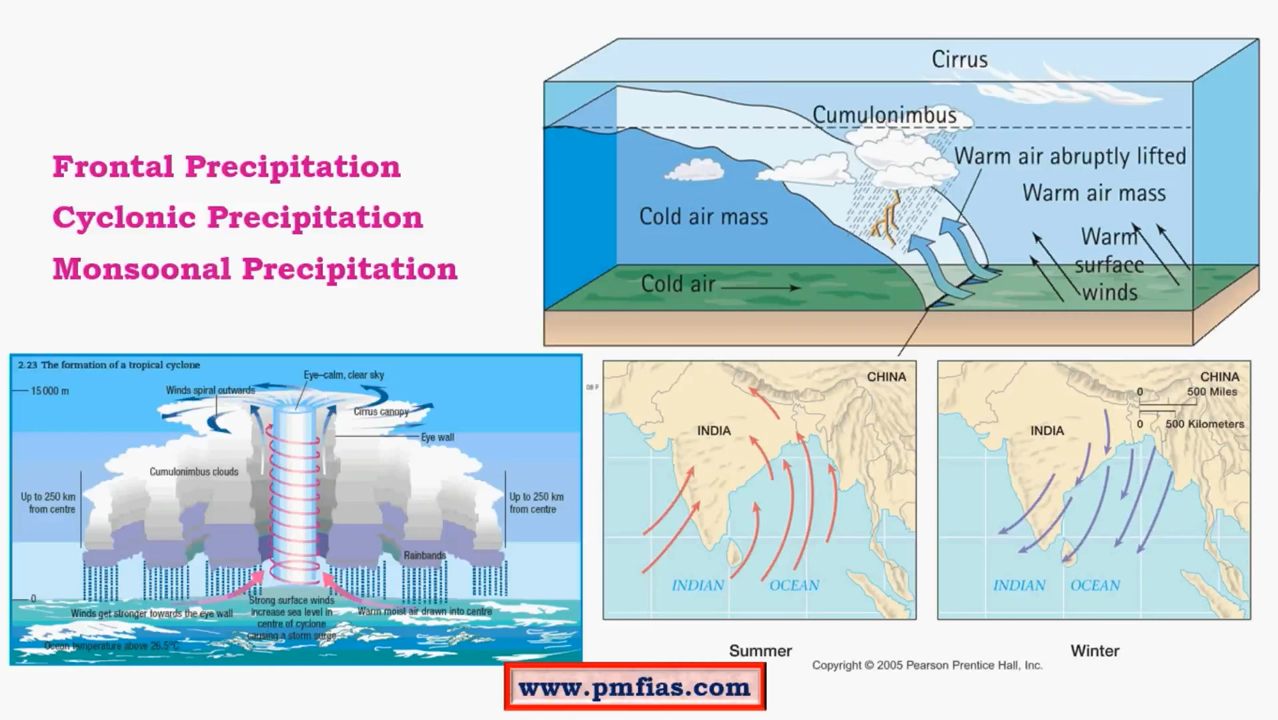 Frontal Precipitation
Cyclonic Precipitation
Monsoonal Precipitation
Cirrus
Cumulonimbus
Warm air abruptly lifted
Warm air mass
Cold air mass
Warm
surface
winds
Cold air
2.23 The formation of a tropical cyclone
15 000 m
Eye–calm, clear sky
Winds spiral outwards
Cirrus canopy
Eye wall
Cumulonimbus clouds
Up to 250 km
from centre
Up to 250 km
from centre
Rainbands
0
Winds get stronger towards the eye wall
Strong surface winds
increase sea level in
centre of cyclone
causing a storm surge
Warm moist air drawn into centre
Ocean temperature above 26.5°C
CHINA
INDIA
INDIAN OCEAN
Summer
CHINA
0 500 Miles
0 500 Kilometers
INDIA
INDIAN OCEAN
Winter
Copyright © 2005 Pearson Prentice Hall, Inc.
www.pmfias.com